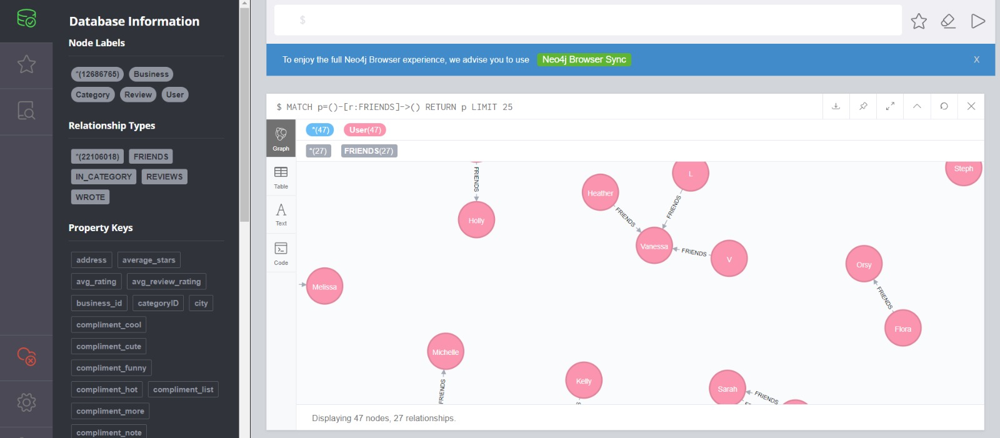 Database Information
Node Labels
*(12686765) Business
Category Review User
Relationship Types
*(22106018) FRIENDS
IN_CATEGORY REVIEWS
WROTE
Property Keys
address average_stars
avg_rating avg_review_rating
business_id categoryID city
compliment_cool
compliment_cute
compliment_funny
compliment_hot compliment_list
compliment_more
compliment_note
$
To enjoy the full Neo4j Browser experience, we advise you to use Neo4j Browser Sync X
$ MATCH p=()-[r:FRIENDS]->() RETURN p LIMIT 25
Graph
Table
Text
Code
*(47) User(47)
*(27) FRIENDS(27)
FRIENDS
Holly
Heather
FRIENDS
L
FRIENDS
Vanessa
FRIENDS
V
Steph
Orsy
FRIENDS
Flora
Melissa
Michelle
FRIENDS
Kelly
Sarah
FRIENDS
Displaying 47 nodes, 27 relationships.